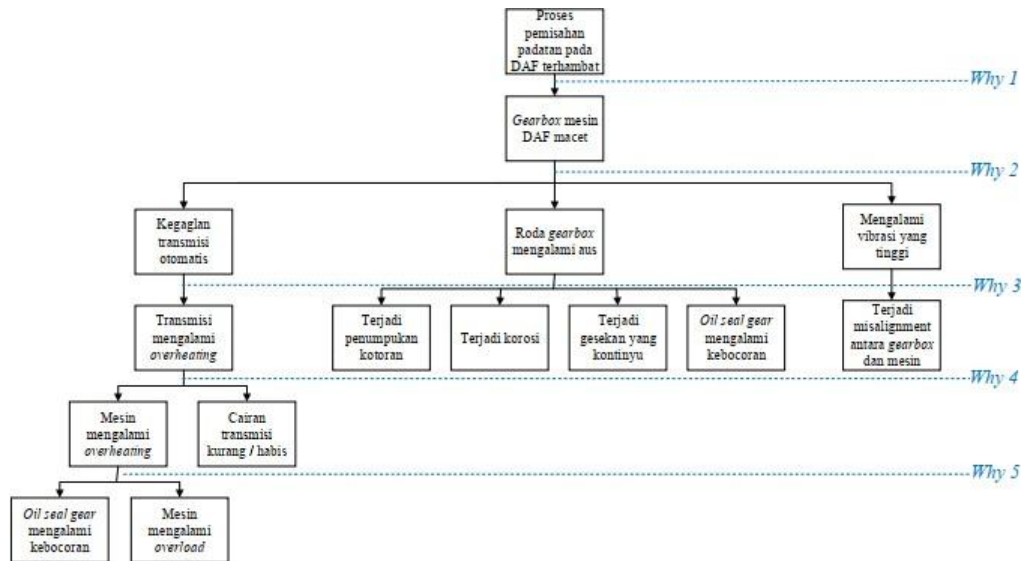 Proses
pemisahan
padatan pada
DAF terhambat
Why 1
Gearbox mesin
DAF macet
Why 2
Kegaglan
transmisi
otomatis
Roda gearbox
mengalami aus
Mengalami
vibrasi yang
tinggi
Why 3
Transmisi
mengalami
overheating
Terjadi
penumpukan
kotoran
Terjadi korosi
Terjadi
gesekan yang
kontinyu
Oil seal gear
mengalami
kebocoran
Terjadi
misalignment
antara gearbox
dan mesin
Why 4
Mesin
mengalami
overheating
Cairan
transmisi
kurang / habis
Why 5
Oil seal gear
mengalami
kebocoran
Mesin
mengalami
overload